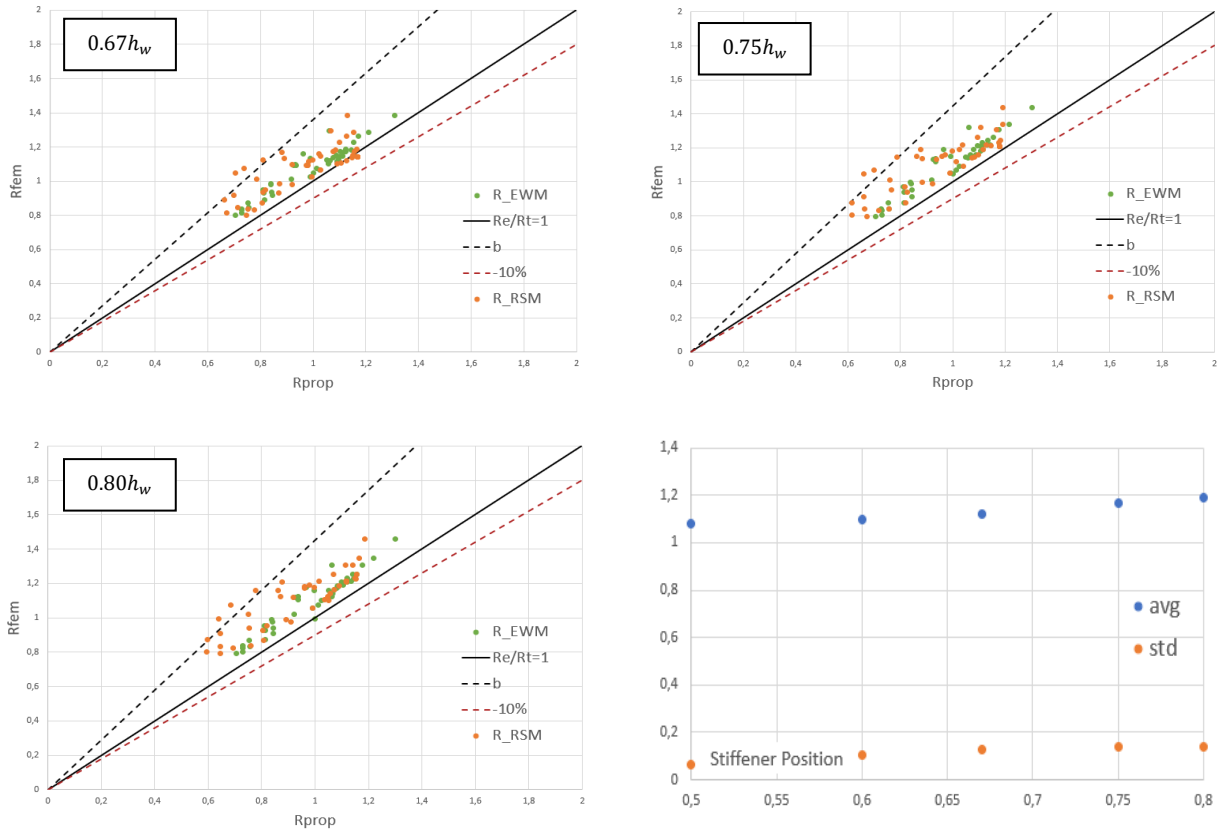 0.67h_w
2
1,8
1,6
1,4
1,2
1
0,8
0,6
0,4
0,2
0
Rfem
R_EWM
Re/Rt=1
b
-10%
R_RSM
0 0,2 0,4 0,6 0,8 1 1,2 1,4 1,6 1,8 2
Rprop
0.75h_w
2
1,8
1,6
1,4
1,2
1
0,8
0,6
0,4
0,2
0
Rfem
R_EWM
Re/Rt=1
b
-10%
R_RSM
0 0,2 0,4 0,6 0,8 1 1,2 1,4 1,6 1,8 2
Rprop
0.80h_w
2
1,8
1,6
1,4
1,2
1
0,8
0,6
0,4
0,2
0
Rfem
R_EWM
Re/Rt=1
b
-10%
R_RSM
0 0,2 0,4 0,6 0,8 1 1,2 1,4 1,6 1,8 2
Rprop
1,4
1,2
1
0,8
0,6
0,4
0,2
0
avg
std
Stiffener Position
0,5 0,55 0,6 0,65 0,7 0,75 0,8